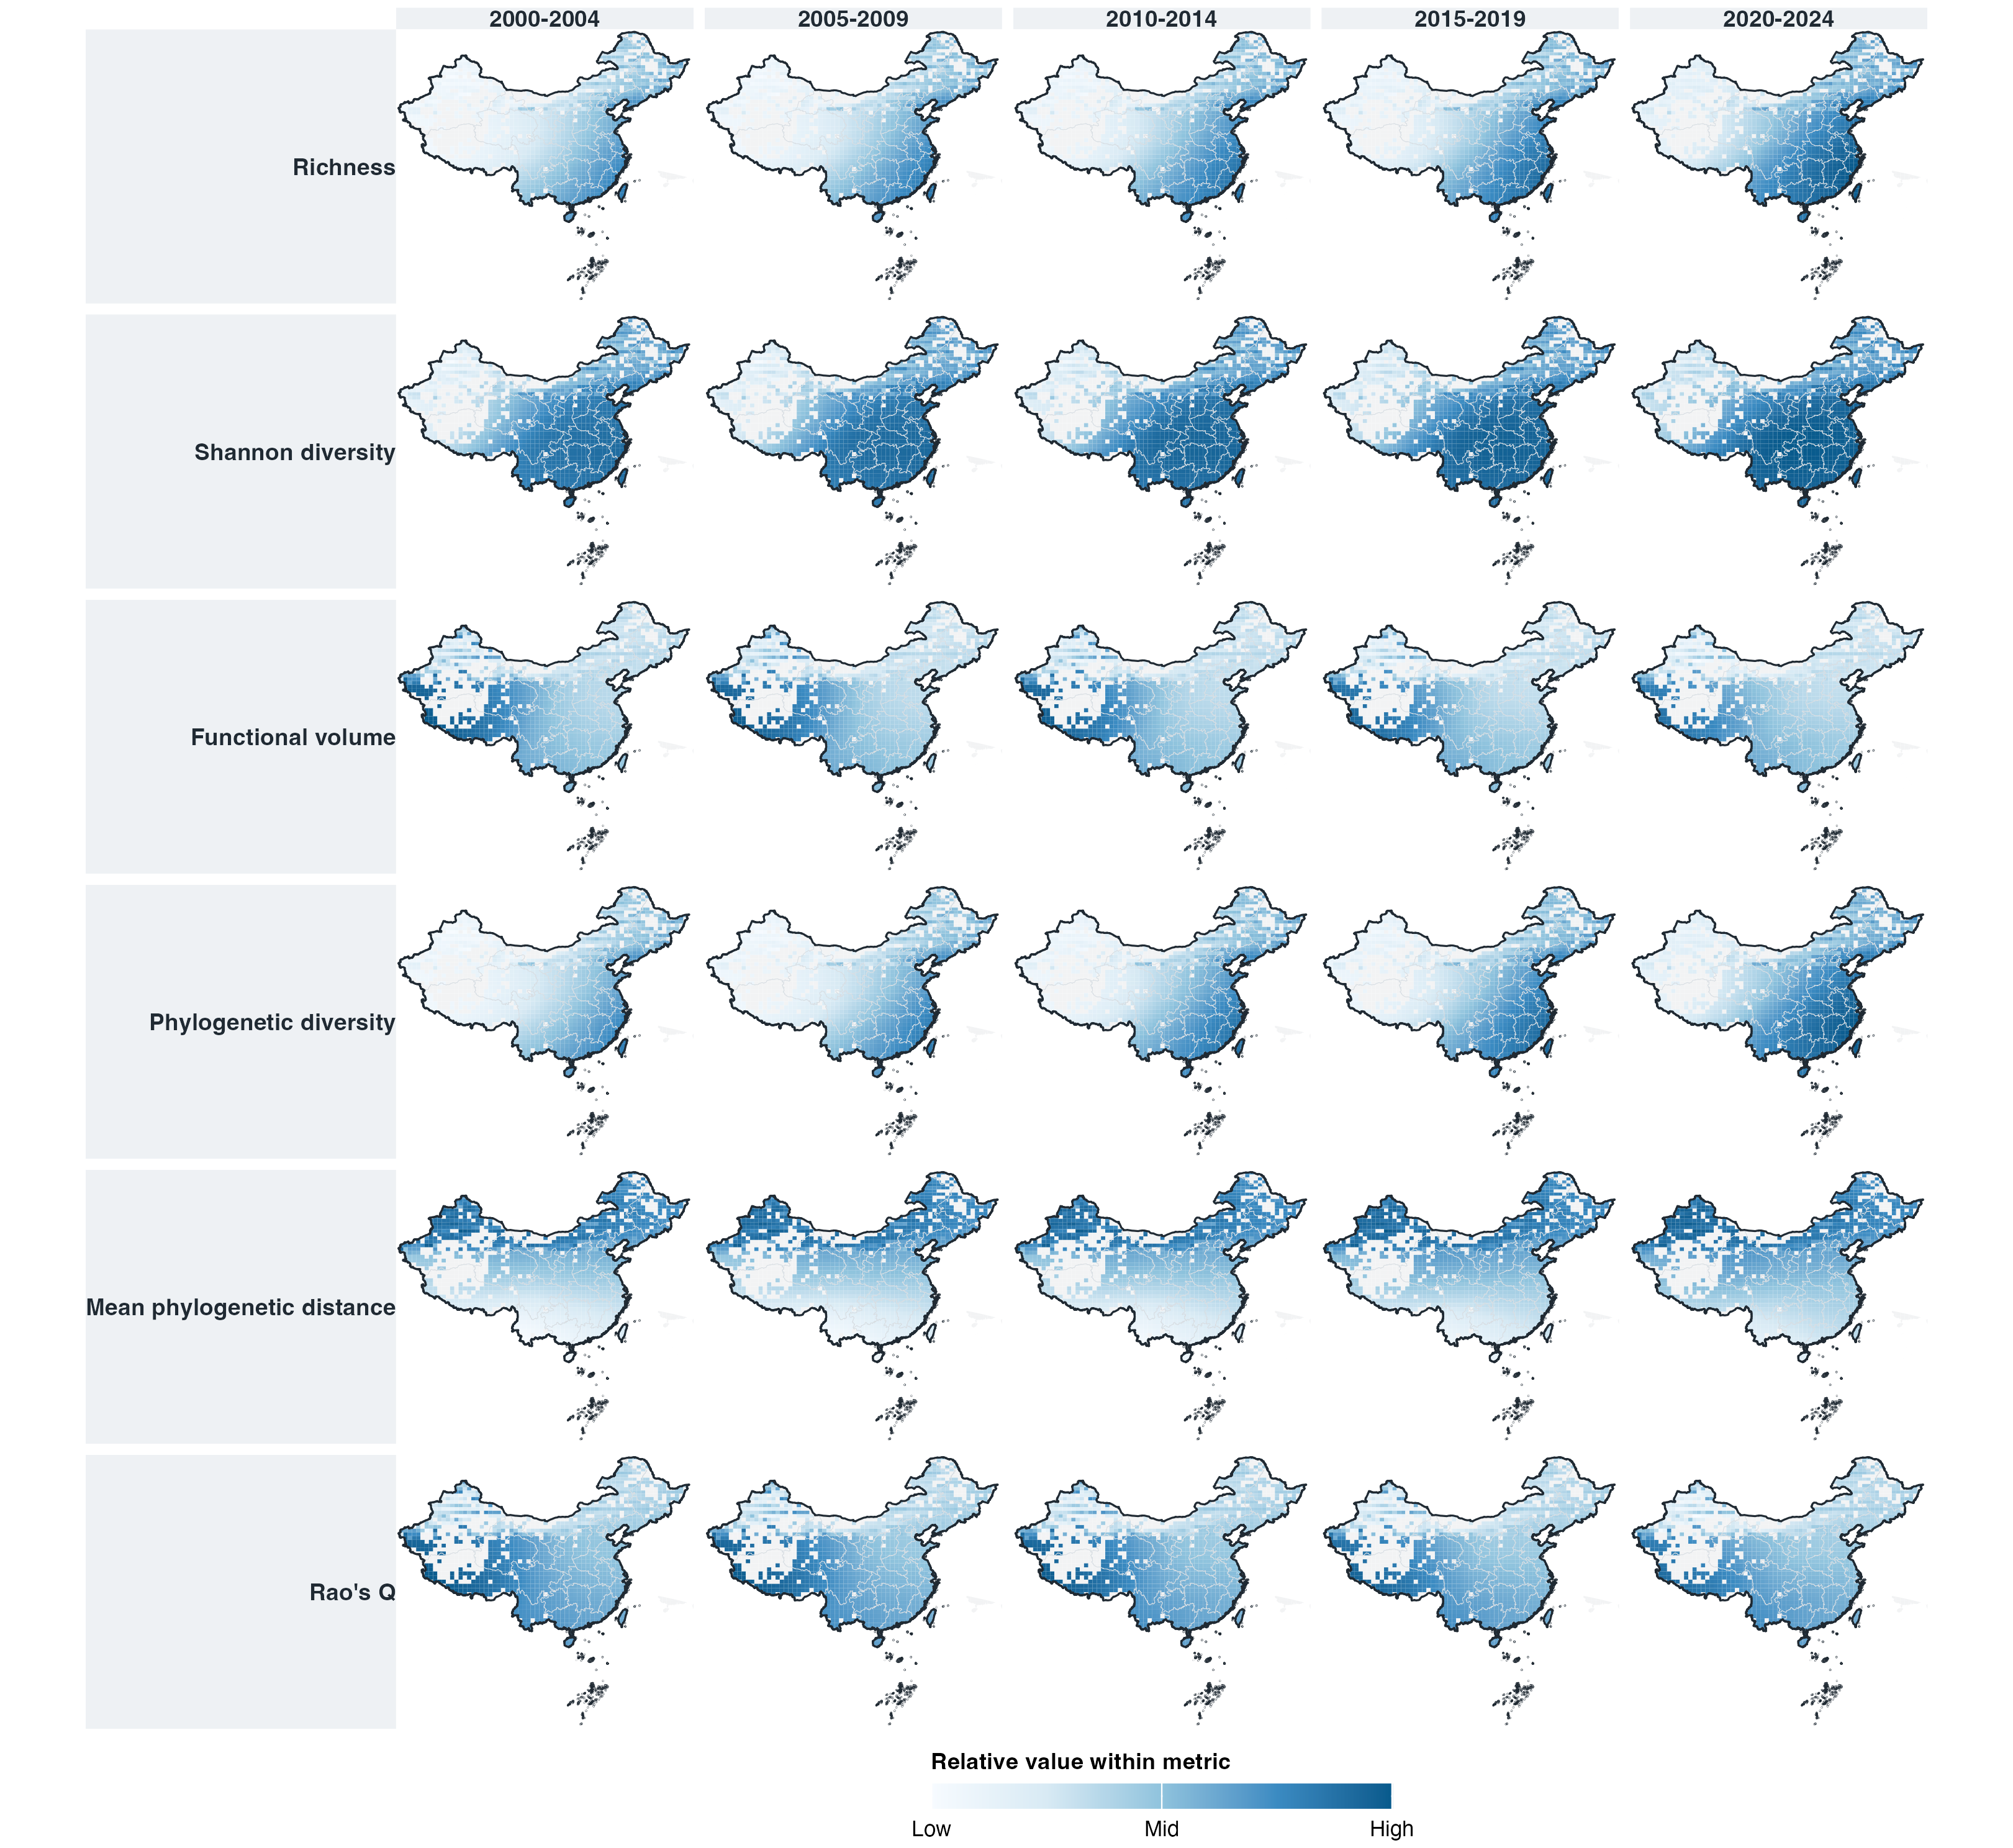 2000-2004 2005-2009 2010-2014 2015-2019 2020-2024
Richness
Shannon diversity
Functional volume
Phylogenetic diversity
Mean phylogenetic distance
Rao's Q
Relative value within metric
Low Mid High